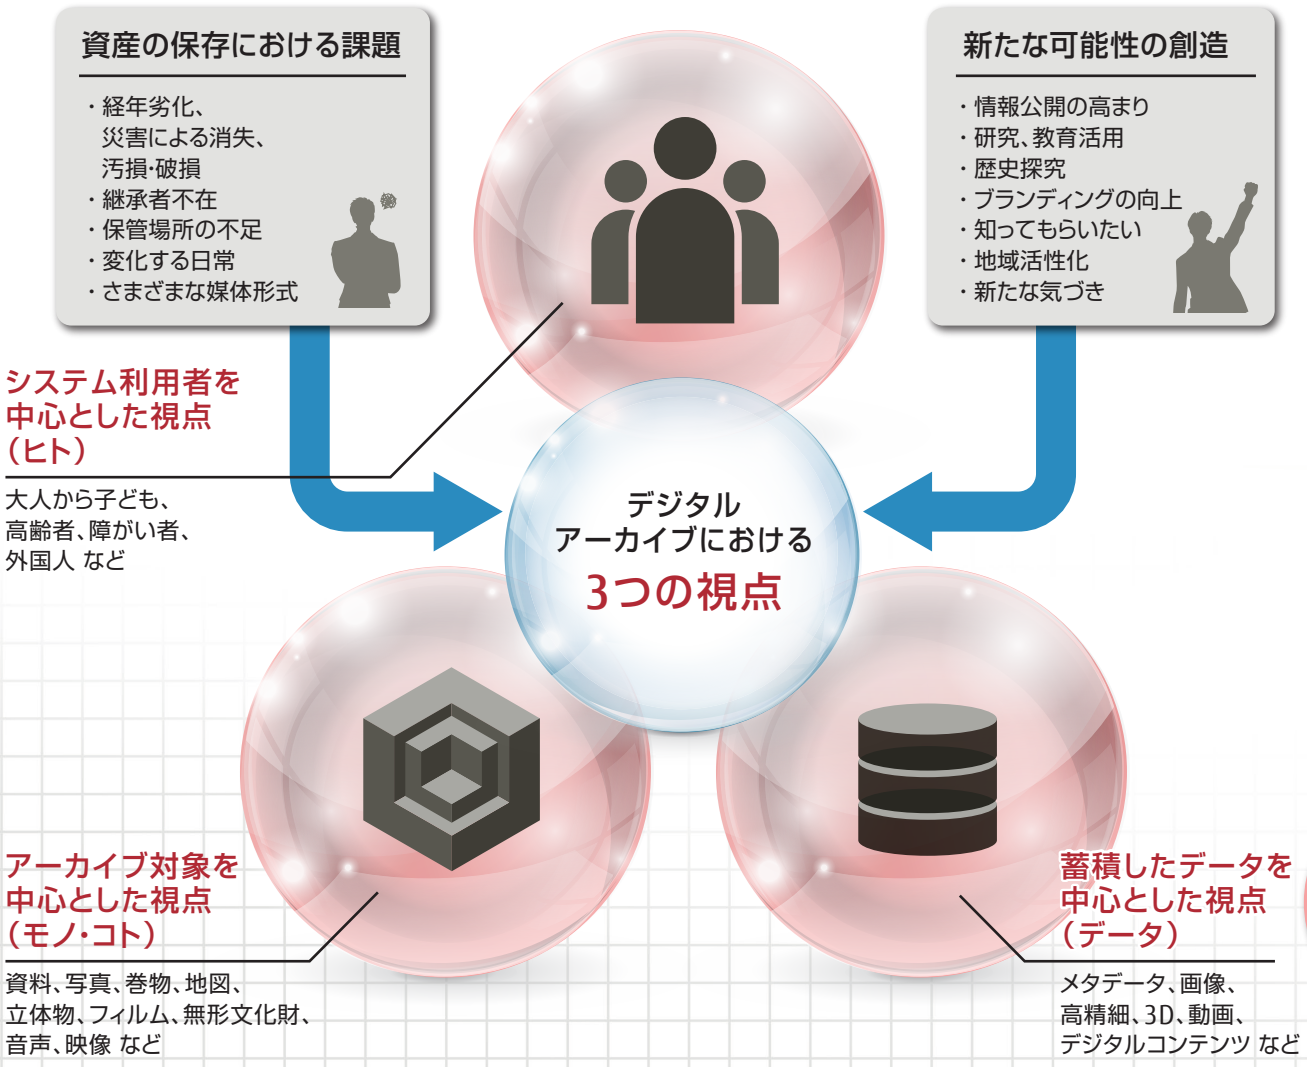 資産の保存における課題
・経年劣化、
災害による消失、
汚損・破損
・継承者不在
・保管場所の不足
・変化する日常
・さまざまな媒体形式
新たな可能性の創造
・情報公開の高まり
・研究、教育活用
・歴史探究
・ブランディングの向上
・知ってもらいたい
・地域活性化
・新たな気づき
システム利用者を
中心とした視点
（ヒト）
大人から子ども、
高齢者、障がい者、
外国人 など
デジタル
アーカイブにおける
3つの視点
アーカイブ対象を
中心とした視点
（モノ・コト）
資料、写真、巻物、地図、
立体物、フィルム、無形文化財、
音声、映像 など
蓄積したデータを
中心とした視点
（データ）
メタデータ、画像、
高精細、3D、動画、
デジタルコンテンツ など